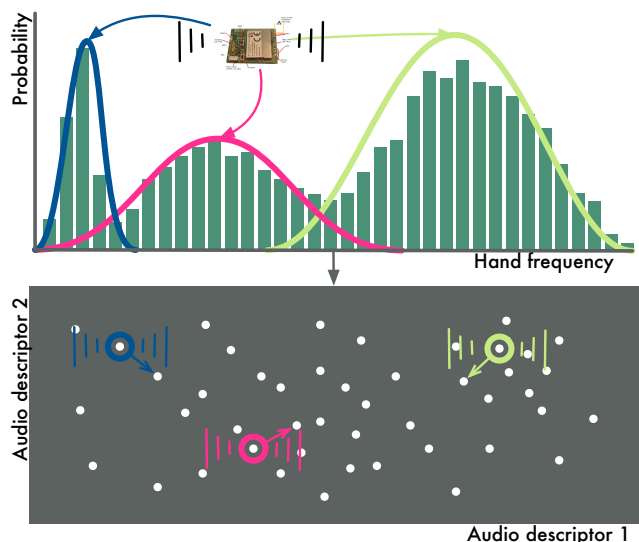 Probability
Hand frequency
Audio descriptor 2
Audio descriptor 1